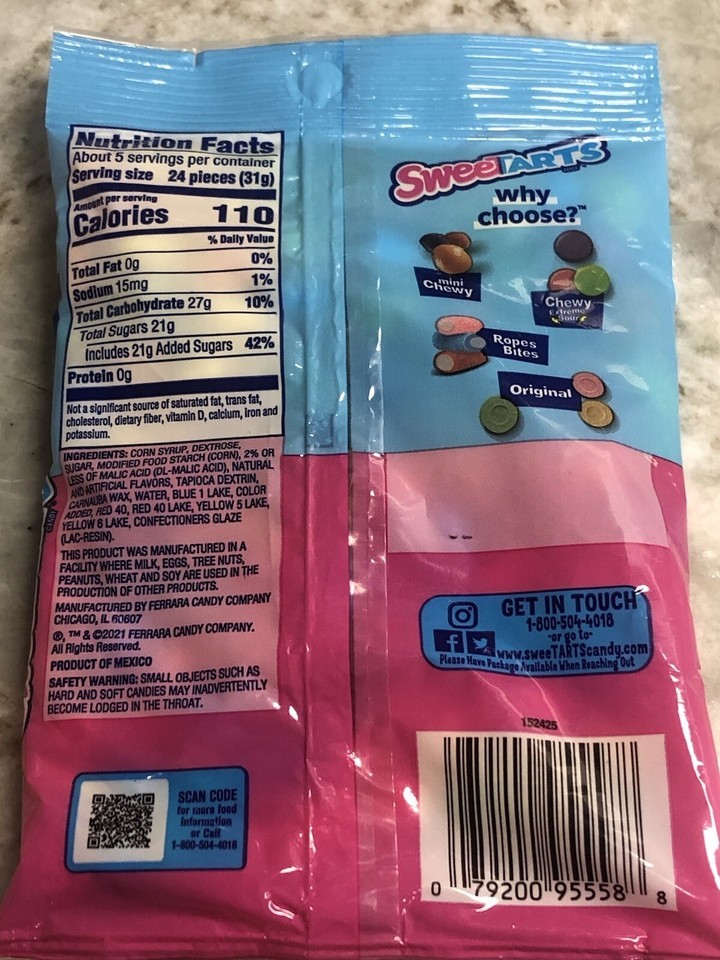 Nutrition Facts
About 5 servings per container
Serving size 24 pieces (31g)
Amount per serving
Calories 110
% Daily Value
Total Fat 0g 0%
Sodium 15mg 1%
Total Carbohydrate 27g 10%
Total Sugars 21g
Includes 21g Added Sugars 42%
Protein 0g
Not a significant source of saturated fat, trans fat,
cholesterol, dietary fiber, vitamin D, calcium, iron and
potassium.
INGREDIENTS: CORN SYRUP, DEXTROSE,
SUGAR, MODIFIED FOOD STARCH (CORN), 2% OR
LESS OF MALIC ACID (DL-MALIC ACID), NATURAL
AND ARTIFICIAL FLAVORS, TAPIOCA DEXTRIN,
CARNAUBA WAX, WATER, BLUE 1 LAKE, COLOR
ADDED, RED 40, RED 40 LAKE, YELLOW 5 LAKE,
YELLOW 6 LAKE, CONFECTIONERS GLAZE
(LAC-RESIN).
THIS PRODUCT WAS MANUFACTURED IN A
FACILITY WHERE MILK, EGGS, TREE NUTS,
PEANUTS, WHEAT AND SOY ARE USED IN THE
PRODUCTION OF OTHER PRODUCTS.
MANUFACTURED BY FERRARA CANDY COMPANY
CHICAGO, IL 60607
®, ™ & ©2021 FERRARA CANDY COMPANY.
All Rights Reserved.
PRODUCT OF MEXICO
SAFETY WARNING: SMALL OBJECTS SUCH AS
HARD AND SOFT CANDIES MAY INADVERTENTLY
BECOME LODGED IN THE THROAT.
SCAN CODE
for more food
information
or Call
1-800-504-4018
SweeTARTS
why
choose?™
mini
Chewy
Chewy
Extreme
Sour
Ropes
Bites
Original
GET IN TOUCH
1-800-504-4018
-or go to-
www.sweeTARTScandy.com
Please Have Package Available When Reaching Out
152425
0 79200 95558 8